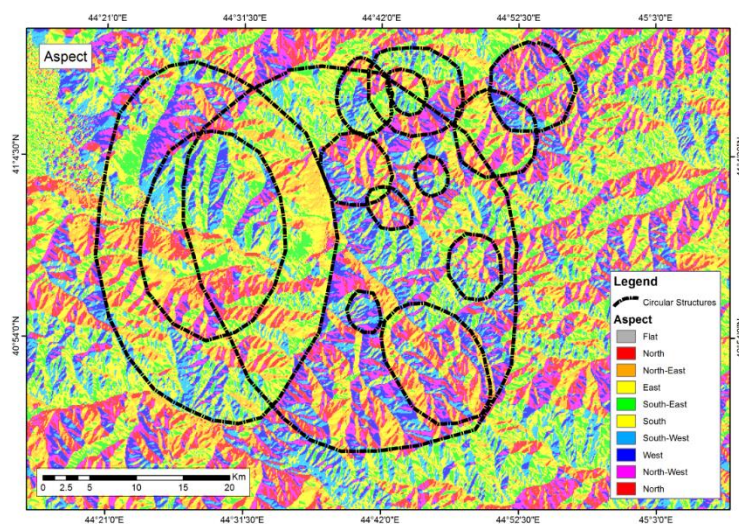 44°21'0"E 44°31'30"E 44°42'0"E 44°52'30"E 45°3'0"E
Aspect
41°4'30"N
40°54'0"N
Legend
Circular Structures
Aspect
Flat
North
North-East
East
South-East
South
South-West
West
North-West
North
Km
0 2.5 5 10 15 20
44°21'0"E 44°31'30"E 44°42'0"E 44°52'30"E 45°3'0"E